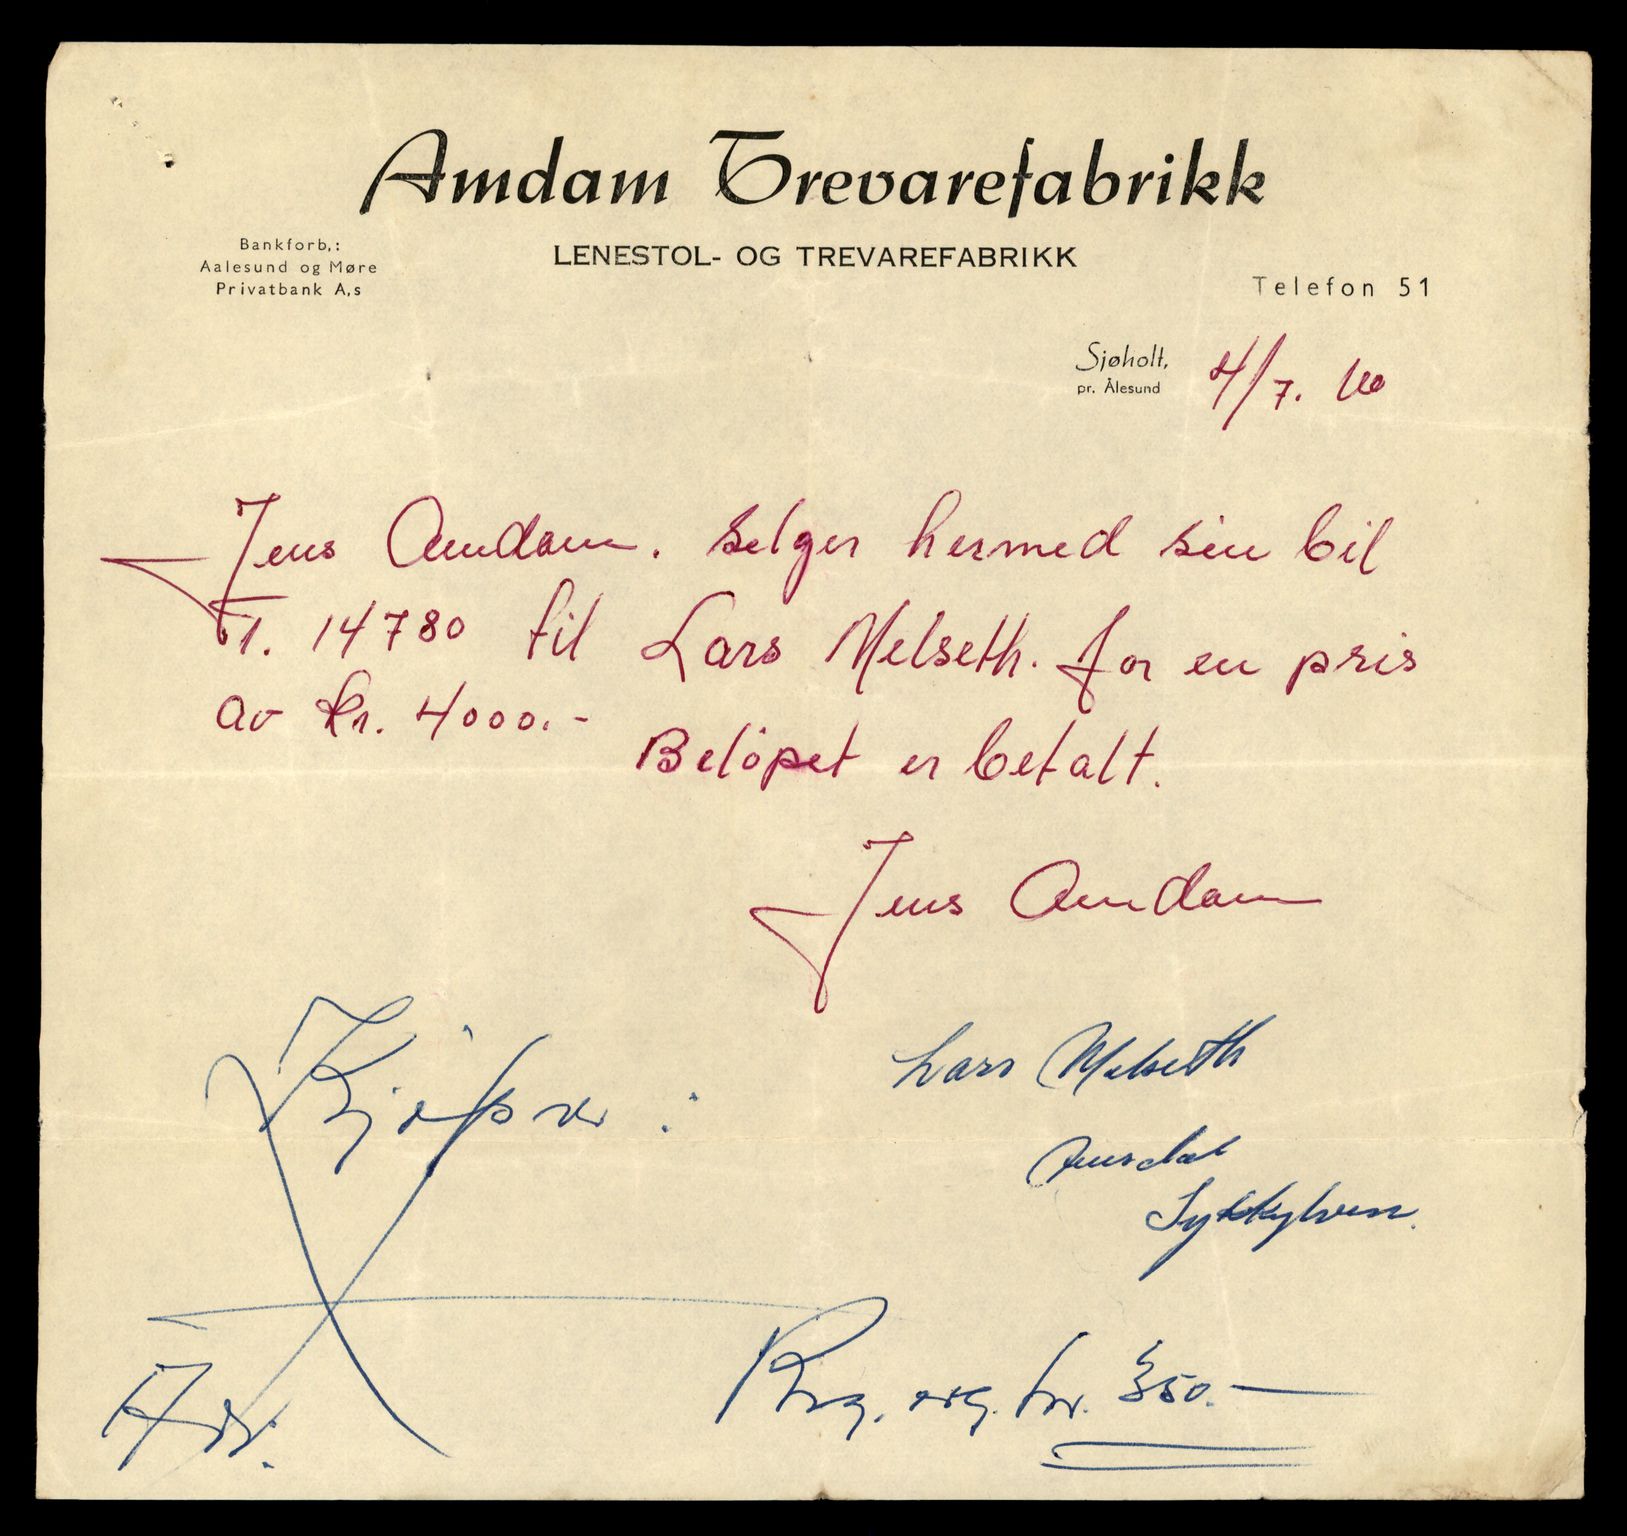 Amdam Trevarefabrikk
Bankforb,:
Aalesund og Møre
Privatbank A,s
LENESTOL- OG TREVAREFABRIKK
Telefon 51
Sjøholt,
pr. Ålesund
4/7. 60
Jens Amdam. selger hermed sin bil
T. 14780 til Lars Melseth. for en pris
av kr. 4000.-
Beløpet er betalt.
Jens Amdam
Kjøper:
Lars Melseth
Aursdal
Sykkylven.
Adr:
Reg. avg. kr. 350.-